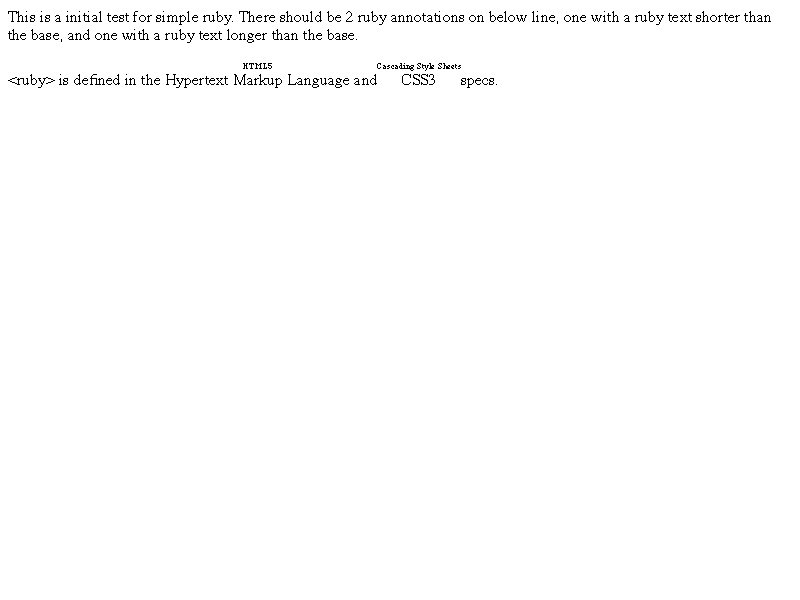 This is a initial test for simple ruby. There should be 2 ruby annotations on below line, one with a ruby text shorter than
the base, and one with a ruby text longer than the base.
HTML5 Cascading Style Sheets
<ruby> is defined in the Hypertext Markup Language and CSS3 specs.